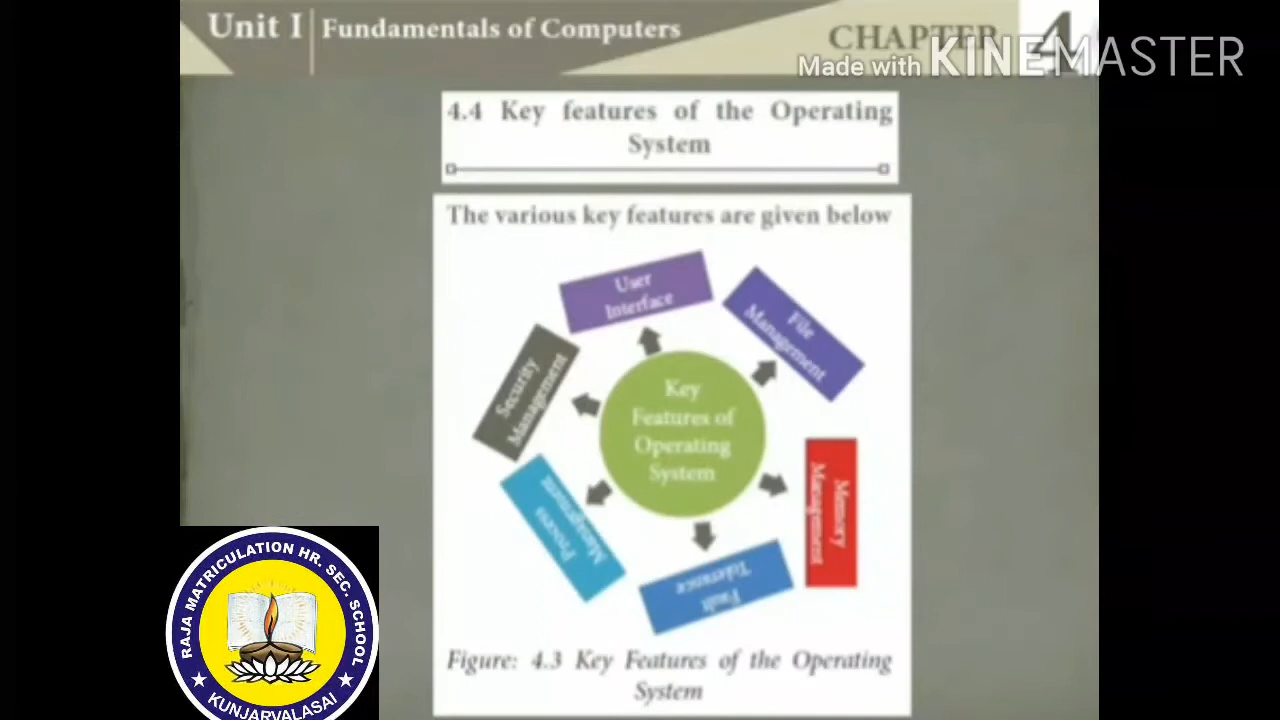 Unit I
Fundamentals of Computers
CHAPTER 4
Made with KINEMASTER
4.4 Key features of the Operating
System
The various key features are given below
User
Interface
File
Management
Security
Management
Key
Features of
Operating
System
Memory
Management
Process
Management
Fault
Tolerance
Figure: 4.3 Key Features of the Operating
System
RAJA MATRICULATION HR. SEC. SCHOOL
KUNJARVALASAI